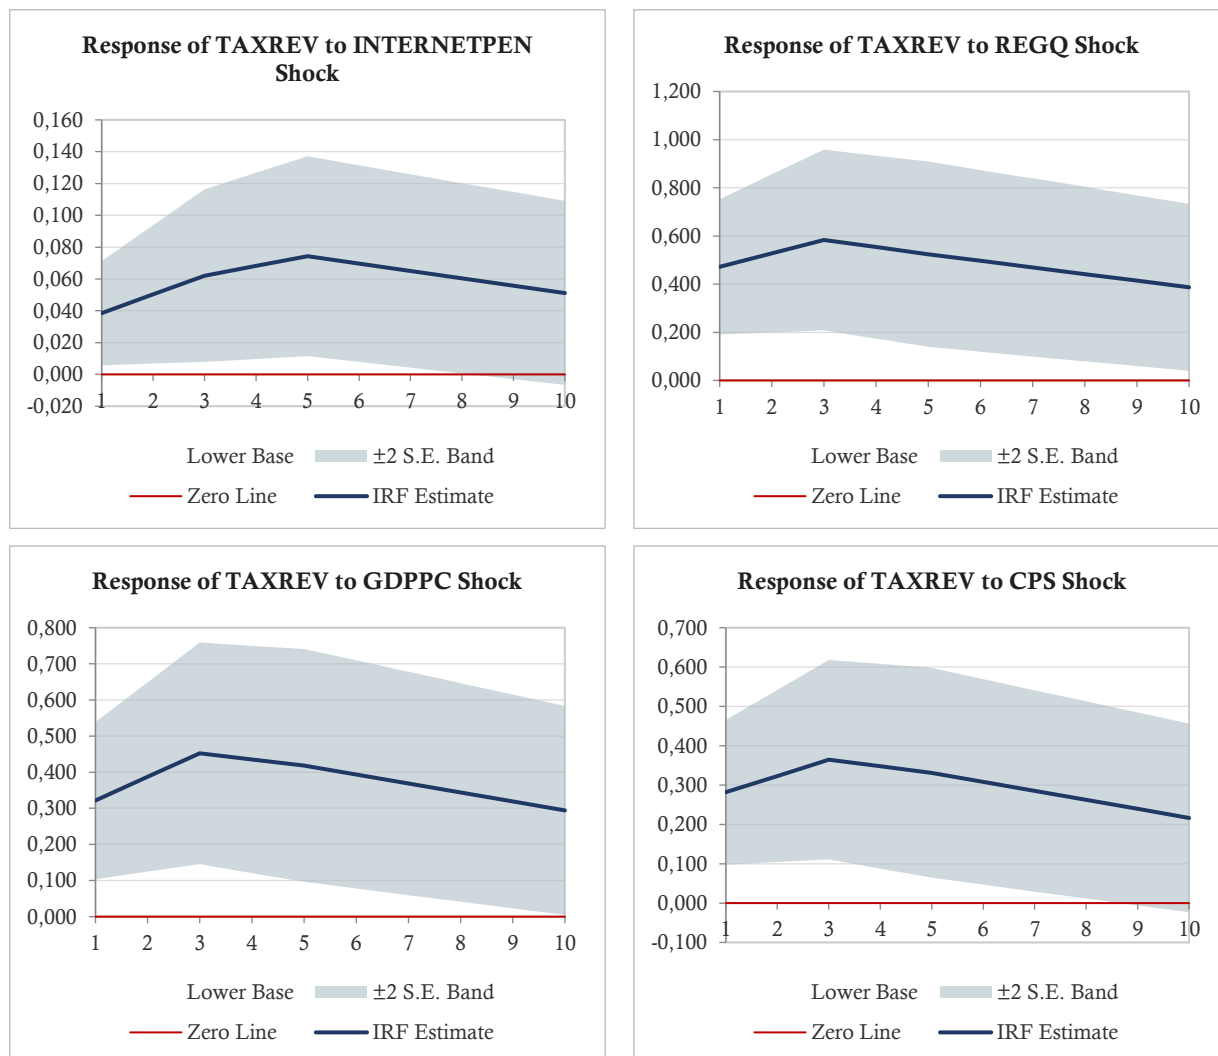 Response of TAXREV to INTERNETPEN
Shock
0,160
0,140
0,120
0,100
0,080
0,060
0,040
0,020
0,000
-0,020
1 2 3 4 5 6 7 8 9 10
Lower Base ±2 S.E. Band
Zero Line IRF Estimate
Response of TAXREV to REGQ Shock
1,200
1,000
0,800
0,600
0,400
0,200
0,000
1 2 3 4 5 6 7 8 9 10
Lower Base ±2 S.E. Band
Zero Line IRF Estimate
Response of TAXREV to GDPPC Shock
0,800
0,700
0,600
0,500
0,400
0,300
0,200
0,100
0,000
1 2 3 4 5 6 7 8 9 10
Lower Base ±2 S.E. Band
Zero Line IRF Estimate
Response of TAXREV to CPS Shock
0,700
0,600
0,500
0,400
0,300
0,200
0,100
0,000
-0,100
1 2 3 4 5 6 7 8 9 10
Lower Base ±2 S.E. Band
Zero Line IRF Estimate